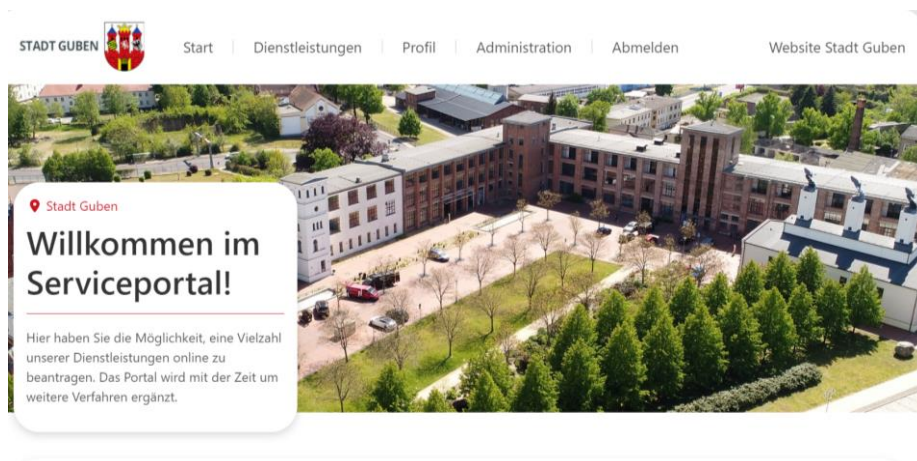 STADT GUBEN
Start Dienstleistungen Profil Administration Abmelden Website Stadt Guben
Stadt Guben
Willkommen im
Serviceportal!
Hier haben Sie die Möglichkeit, eine Vielzahl
unserer Dienstleistungen online zu
beantragen. Das Portal wird mit der Zeit um
weitere Verfahren ergänzt.